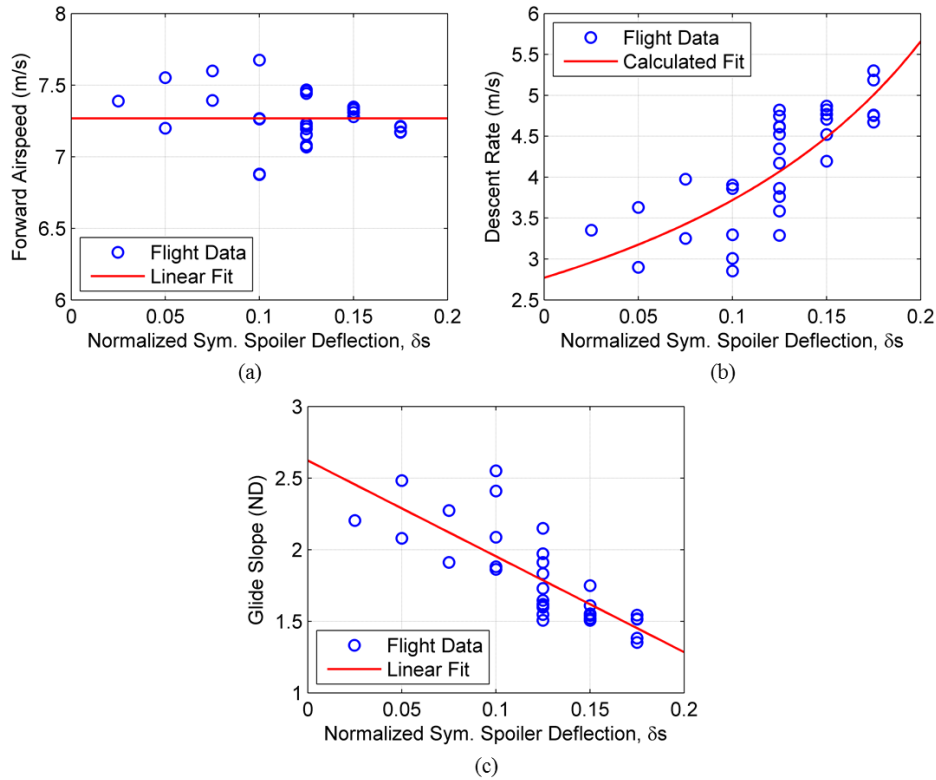 8
7.5
7
6.5
6
0
0.05
0.1
0.15
0.2
Forward Airspeed (m/s)
Flight Data
Linear Fit
Normalized Sym. Spoiler Deflection, δs
(a)
6
5.5
5
4.5
4
3.5
3
2.5
2
0
0.05
0.1
0.15
0.2
Descent Rate (m/s)
Flight Data
Calculated Fit
Normalized Sym. Spoiler Deflection, δs
(b)
3
2.5
2
1.5
1
0
0.05
0.1
0.15
0.2
Glide Slope (ND)
Flight Data
Linear Fit
Normalized Sym. Spoiler Deflection, δs
(c)